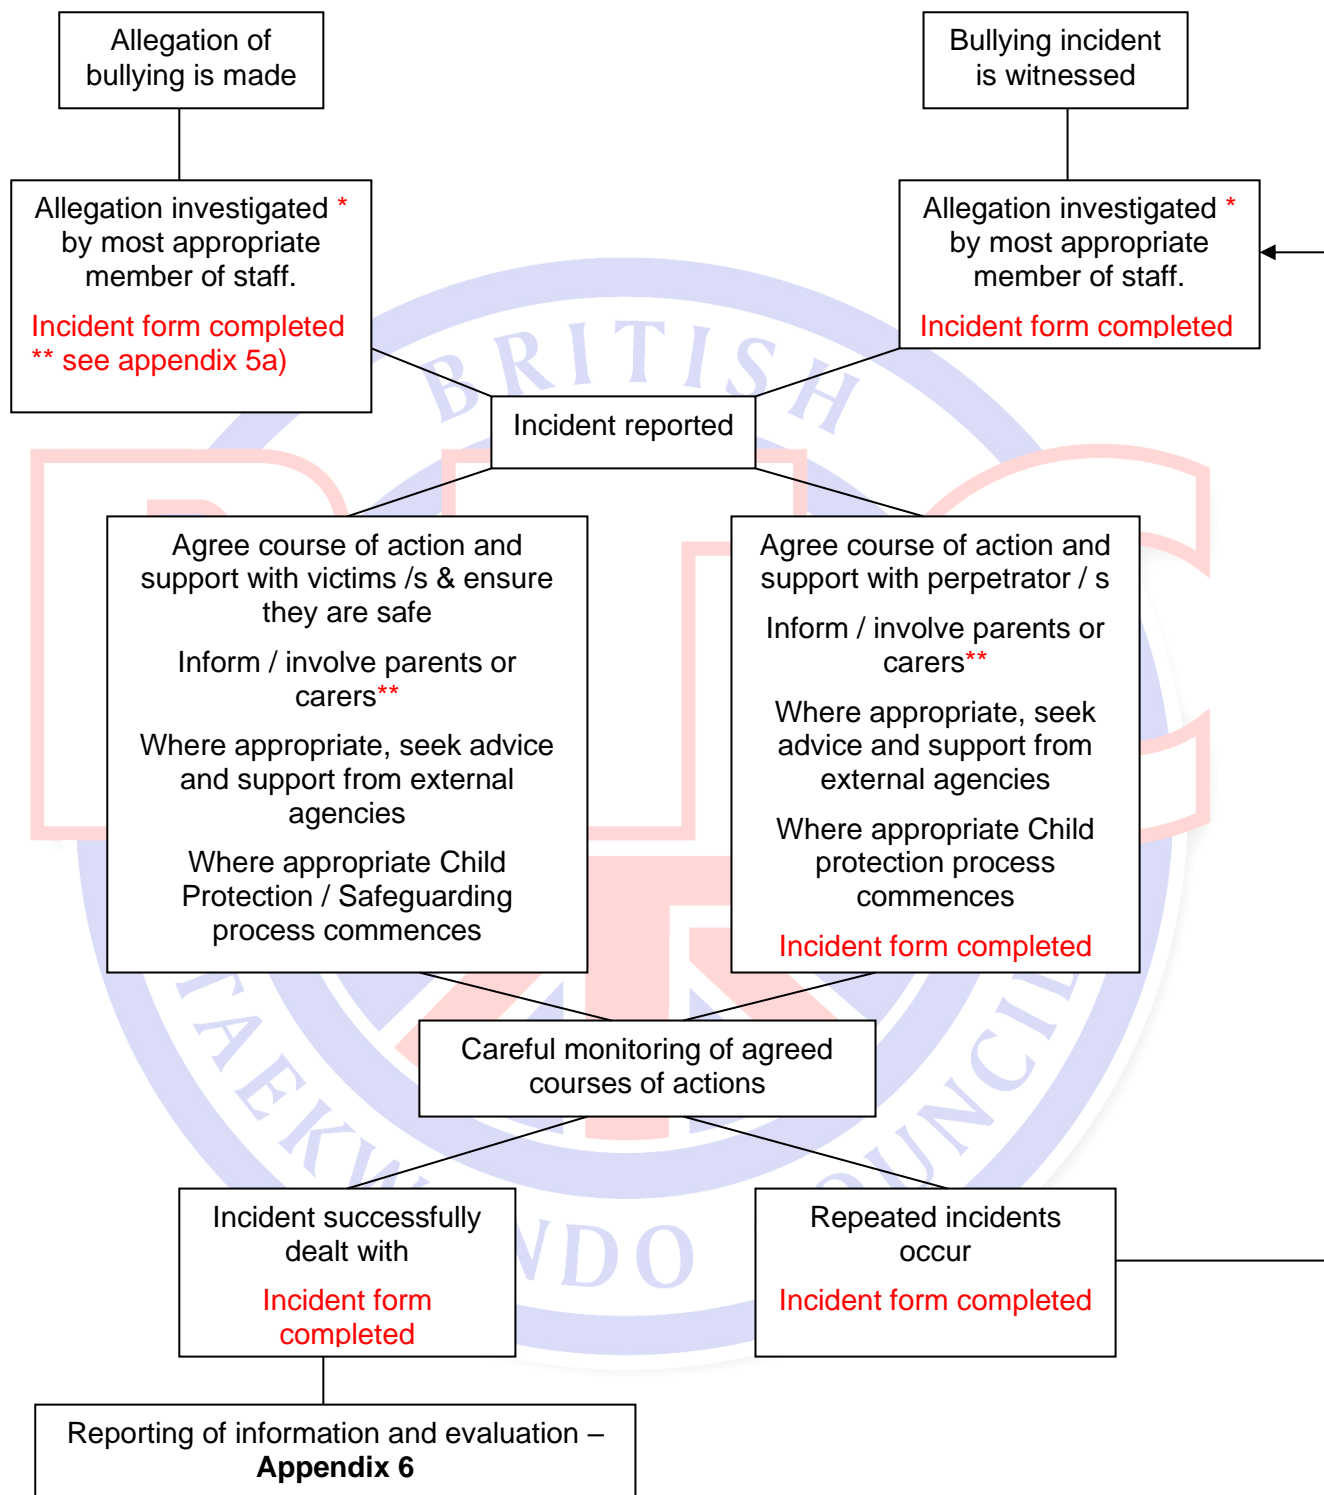 Allegation of
bullying is made
Bullying incident
is witnessed
Allegation investigated *
by most appropriate
member of staff.
Incident form completed
** see appendix 5a)
Allegation investigated *
by most appropriate
member of staff.
Incident form completed
BRITISH
Incident reported
Agree course of action and
support with victims /s & ensure
they are safe
Inform / involve parents or
carers**
Where appropriate, seek advice
and support from external
agencies
Where appropriate Child
Protection / Safeguarding
process commences
Agree course of action and
support with perpetrator / s
Inform / involve parents or
carers**
Where appropriate, seek
advice and support from
external agencies
Where appropriate Child
protection process
commences
Incident form completed
Careful monitoring of agreed
courses of actions
Incident successfully
dealt with
Incident form
completed
Repeated incidents
occur
Incident form completed
Reporting of information and evaluation –
Appendix 6